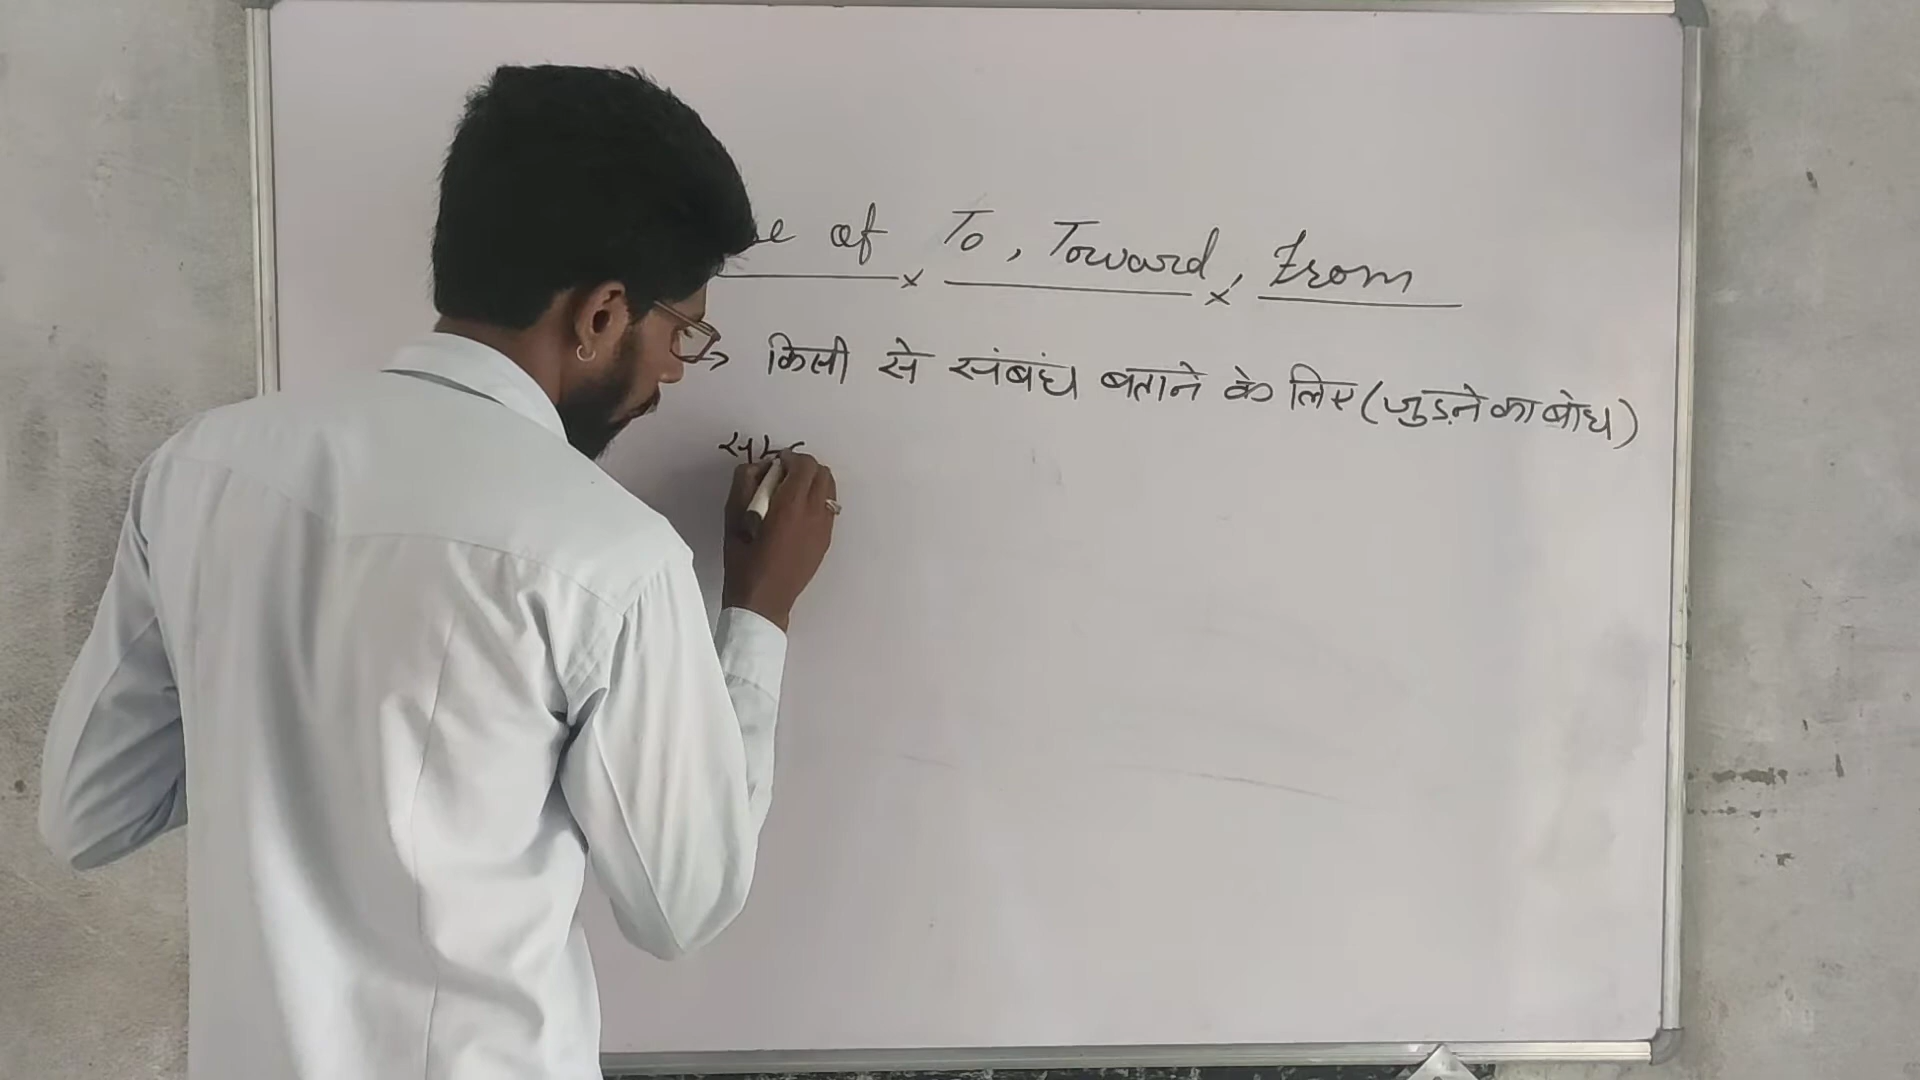 of To, Toward, From
→ किसी से संबंध बताने के लिए (जुड़ने का बोध)